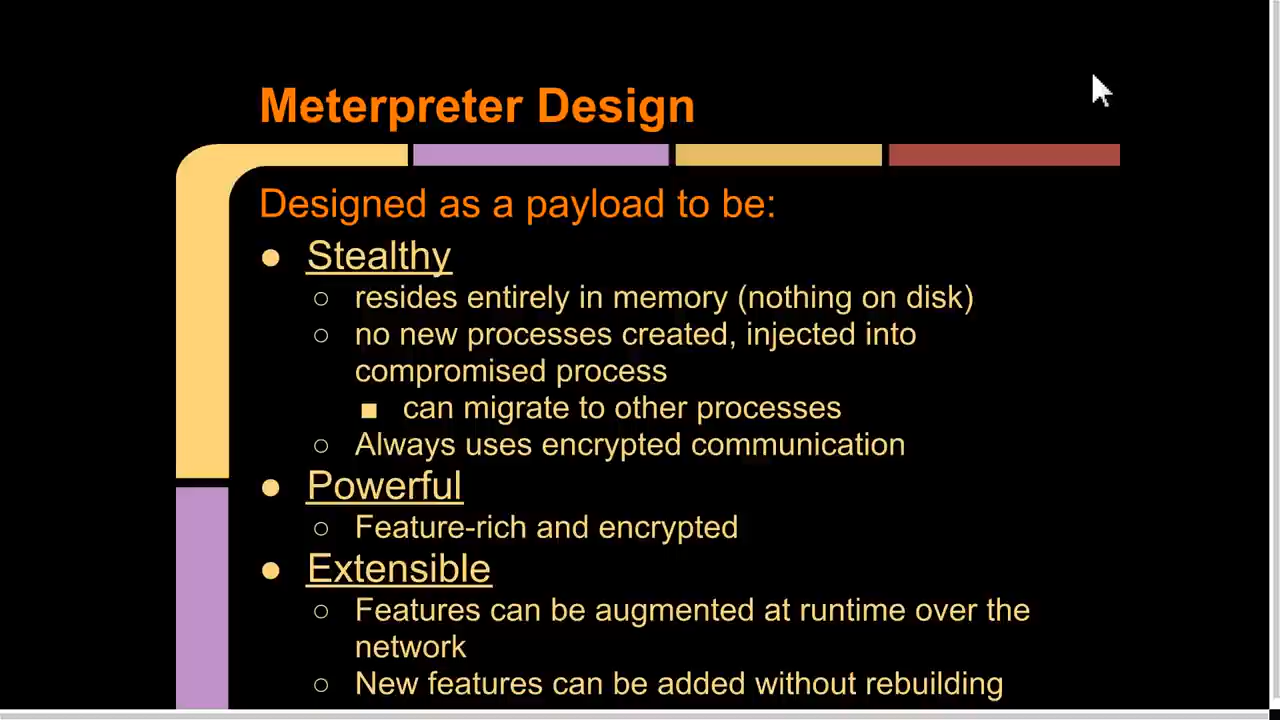 Meterpreter Design
Designed as a payload to be:
● Stealthy
○ resides entirely in memory (nothing on disk)
○ no new processes created, injected into
compromised process
■ can migrate to other processes
○ Always uses encrypted communication
● Powerful
○ Feature-rich and encrypted
● Extensible
○ Features can be augmented at runtime over the
network
○ New features can be added without rebuilding